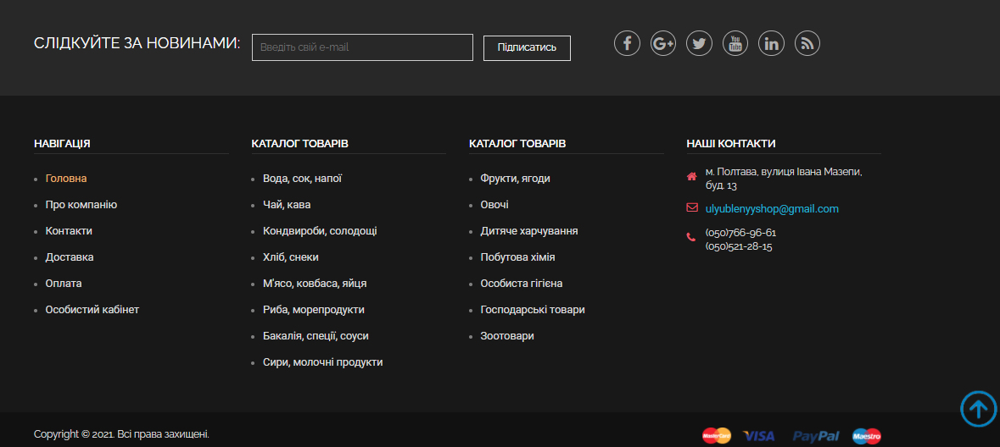 СЛІДКУЙТЕ ЗА НОВИНАМИ:
Введіть свій e-mail
Підписатись
You
Tube
НАВІГАЦІЯ
Головна
Про компанію
Контакти
Доставка
Оплата
Особистий кабінет
КАТАЛОГ ТОВАРІВ
Вода, сок, напої
Чай, кава
Кондвироби, солодощі
Хліб, снеки
М'ясо, ковбаса, яйця
Риба, морепродукти
Бакалія, спеції, соуси
Сири, молочні продукти
КАТАЛОГ ТОВАРІВ
Фрукти, ягоди
Овочі
Дитяче харчування
Побутова хімія
Особиста гігієна
Господарські товари
Зоотовари
НАШІ КОНТАКТИ
м. Полтава, вулиця Івана Мазепи,
буд. 13
ulyublenyyshop@gmail.com
(050)766-96-61
(050)521-28-15
Copyright © 2021. Всі права захищені.
MasterCard
VISA
PayPal
Maestro